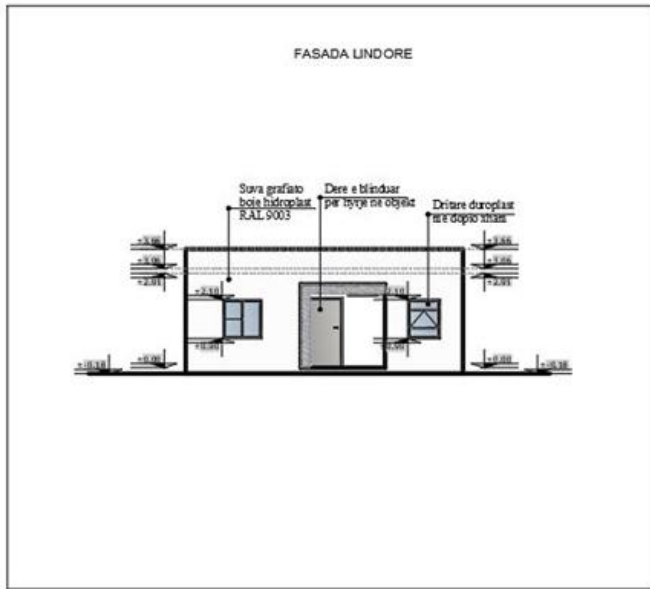 FASADA LINDORE
Suva grafiato
boje hidroplast
RAL 9003
Dere e blinduar
per hyrje ne objekt
Dritare duroplast
me dopio xham
+3.66
+3.06
+2.91
+3.66
+3.06
+2.91
+2.10
+2.10
+0.90
+0.90
+0.00
+0.00